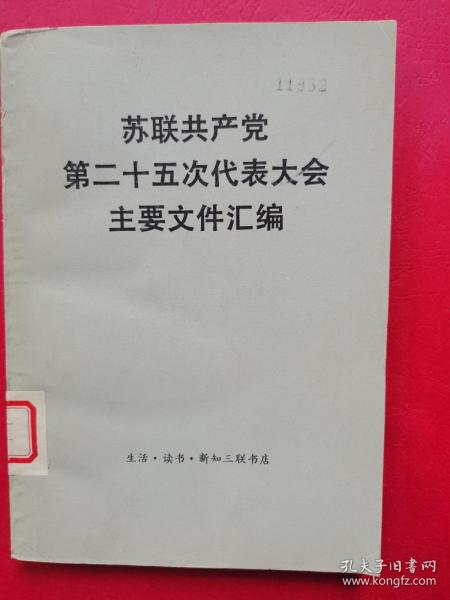 11832
苏联共产党
第二十五次代表大会
主要文件汇编
生活·读书·新知三联书店
孔夫子旧书网
www.kongfz.com